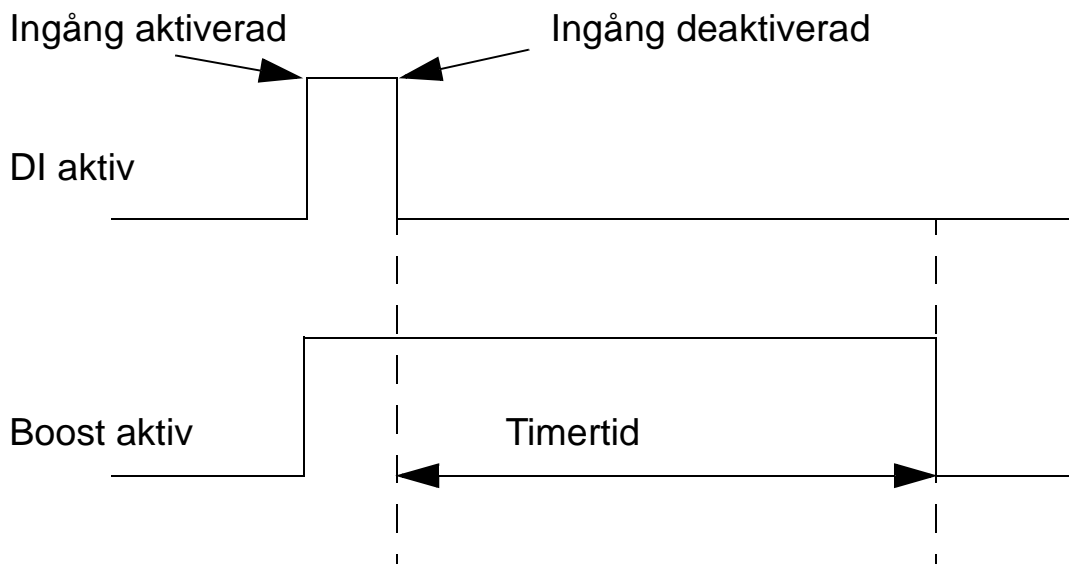 Ingång aktiverad
Ingång deaktiverad
DI aktiv
Boost aktiv
Timertid